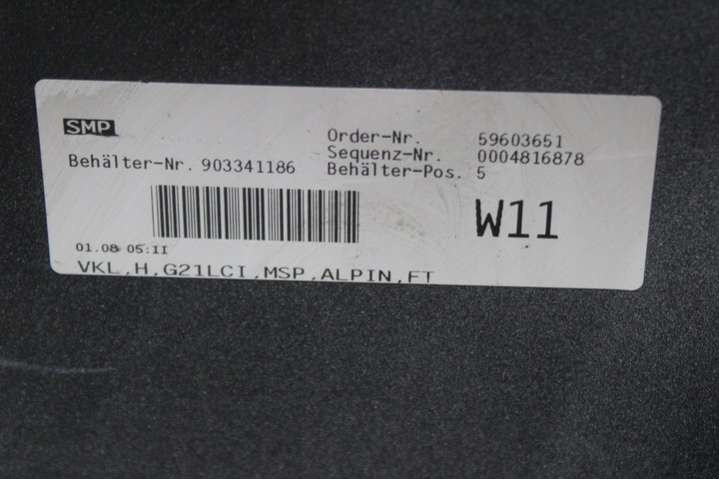 SMP
Order-Nr. 59603651
Sequenz-Nr. 0004816878
Behälter-Nr. 903341186 Behälter-Pos. 5
W11
01.08 05:11
VKL,H,G21LCI,MSP,ALPIN,FT